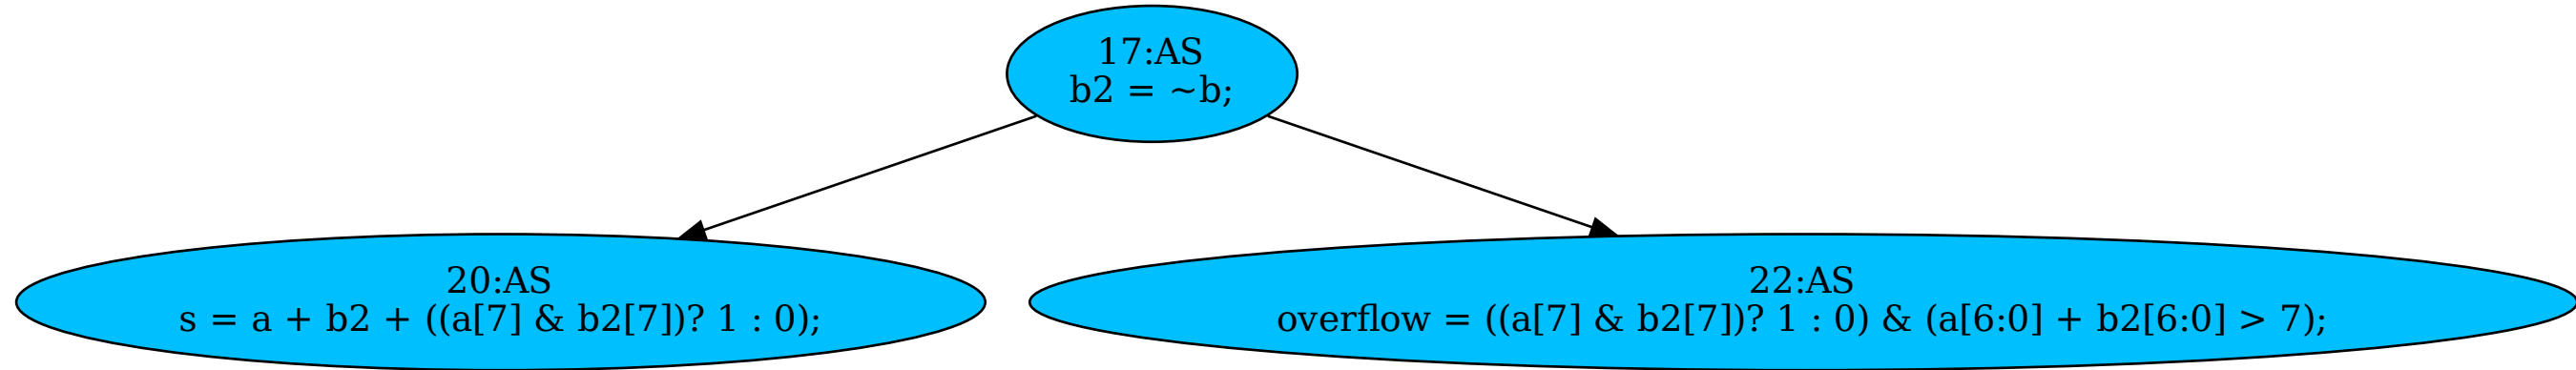 17:AS
b2 = ~b;
20:AS
s = a + b2 + ((a[7] & b2[7])? 1 : 0);
22:AS
overflow = ((a[7] & b2[7])? 1 : 0) & (a[6:0] + b2[6:0] > 7);